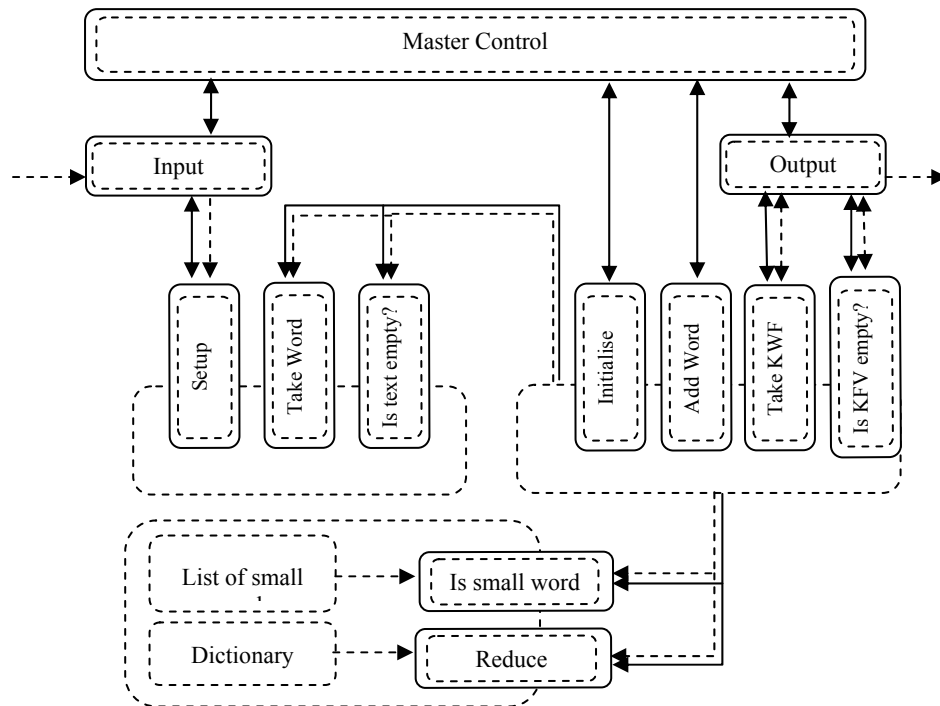 Master Control
Input
Output
Setup
Take Word
Is text empty?
Initialise
Add Word
Take KWF
Is KFV empty?
List of small
Is small word
Dictionary
Reduce